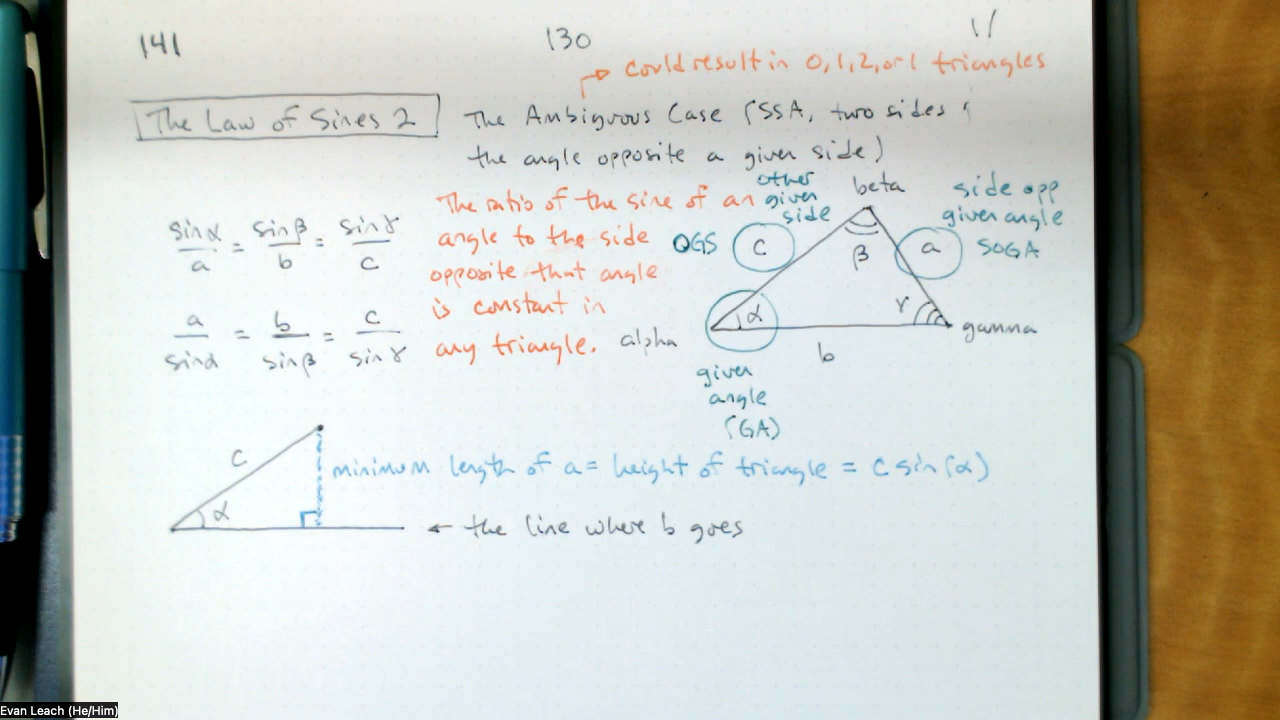 141
130
11
could result in 0, 1, 2, or 1 triangles
The Law of Sines 2
The Ambiguous Case (SSA, two sides &
the angle opposite a given side)
sinα/a = sinβ/b = sinγ/c
a/sinα = b/sinβ = c/sinγ
The ratio of the sine of an
angle to the side
opposite that angle
is constant in
any triangle.
other
given
side
OGS
c
beta
β
side opp
given angle
a
SOGA
α
alpha
γ
gamma
b
given
angle
(GA)
c
α
minimum length of a = height of triangle = c sin(α)
← the line where b goes
Evan Leach (He/Him)